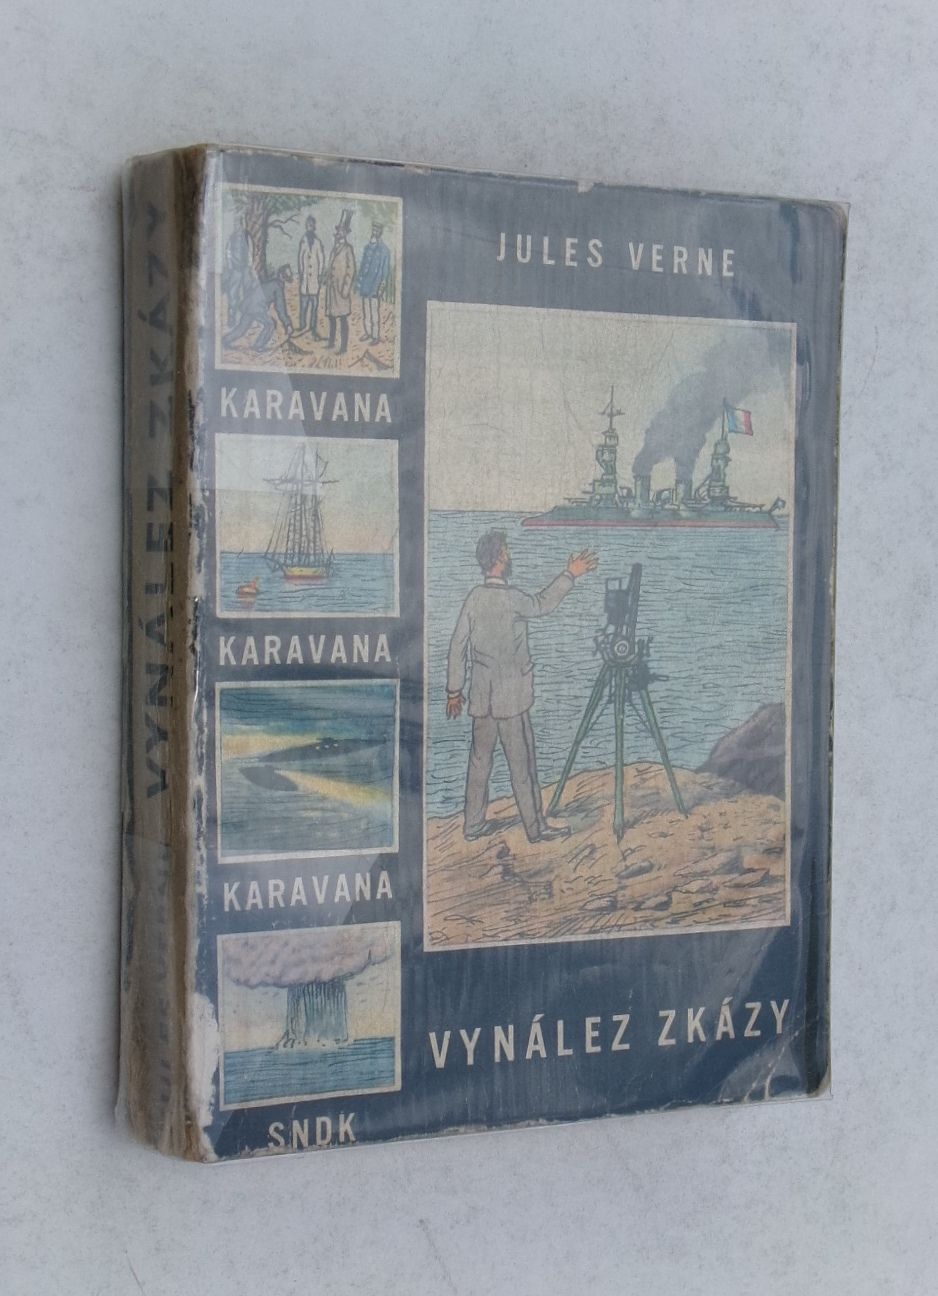 JULES VERNE
KARAVANA
KARAVANA
KARAVANA
SNDK
VYNÁLEZ ZKÁZY
VYNÁLEZ ZKÁZY